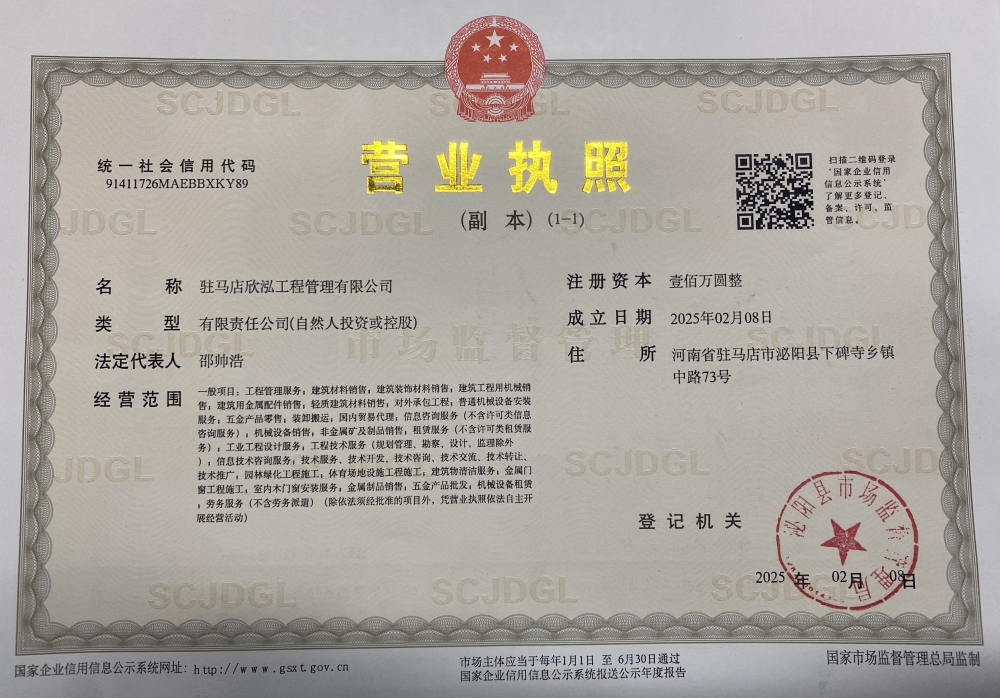 统一社会信用代码
91411726MAEBBXKY89
营业执照
(副 本) (1-1)
扫描二维码登录
‘国家企业信用
信息公示系统’
了解更多登记、
备案、许可、监
管信息。
名 称 驻马店欣泓工程管理有限公司
类 型 有限责任公司(自然人投资或控股)
法定代表人 邵帅浩
经营范围 一般项目：工程管理服务；建筑材料销售；建筑装饰材料销售；建筑工程用机械销
售；建筑用金属配件销售；轻质建筑材料销售；对外承包工程；普通机械设备安装
服务；五金产品零售；装卸搬运；国内贸易代理；信息咨询服务（不含许可类信息
咨询服务）；机械设备销售；非金属矿及制品销售；租赁服务（不含许可类租赁服
务）；工业工程设计服务；工程技术服务（规划管理、勘察、设计、监理除外
）；信息技术咨询服务；技术服务、技术开发、技术咨询、技术交流、技术转让、
技术推广；园林绿化工程施工；体育场地设施工程施工；建筑物清洁服务；金属门
窗工程施工；室内木门窗安装服务；金属制品销售；五金产品批发；机械设备租赁
；劳务服务（不含劳务派遣）（除依法须经批准的项目外，凭营业执照依法自主开
展经营活动）
注册资本 壹佰万圆整
成立日期 2025年02月08日
住 所 河南省驻马店市泌阳县下碑寺乡镇
中路73号
市场监督管理
登记机关
泌阳县市场监督管理局
2025 年 02月 08日
SCJDGL
SCJDGL
SCJDGL
SCJDGL
SCJDGL
SCJDGL
SCJDGL
SCJDGL
国家企业信用信息公示系统网址: http://www.gsxt.gov.cn
市场主体应当于每年1月1日 至 6月30日通过
国家企业信用信息公示系统报送公示年度报告
国家市场监督管理总局监制